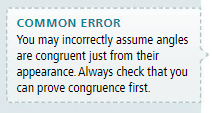 COMMON ERROR
You may incorrectly assume angles
are congruent just from their
appearance. Always check that you
can prove congruence first.